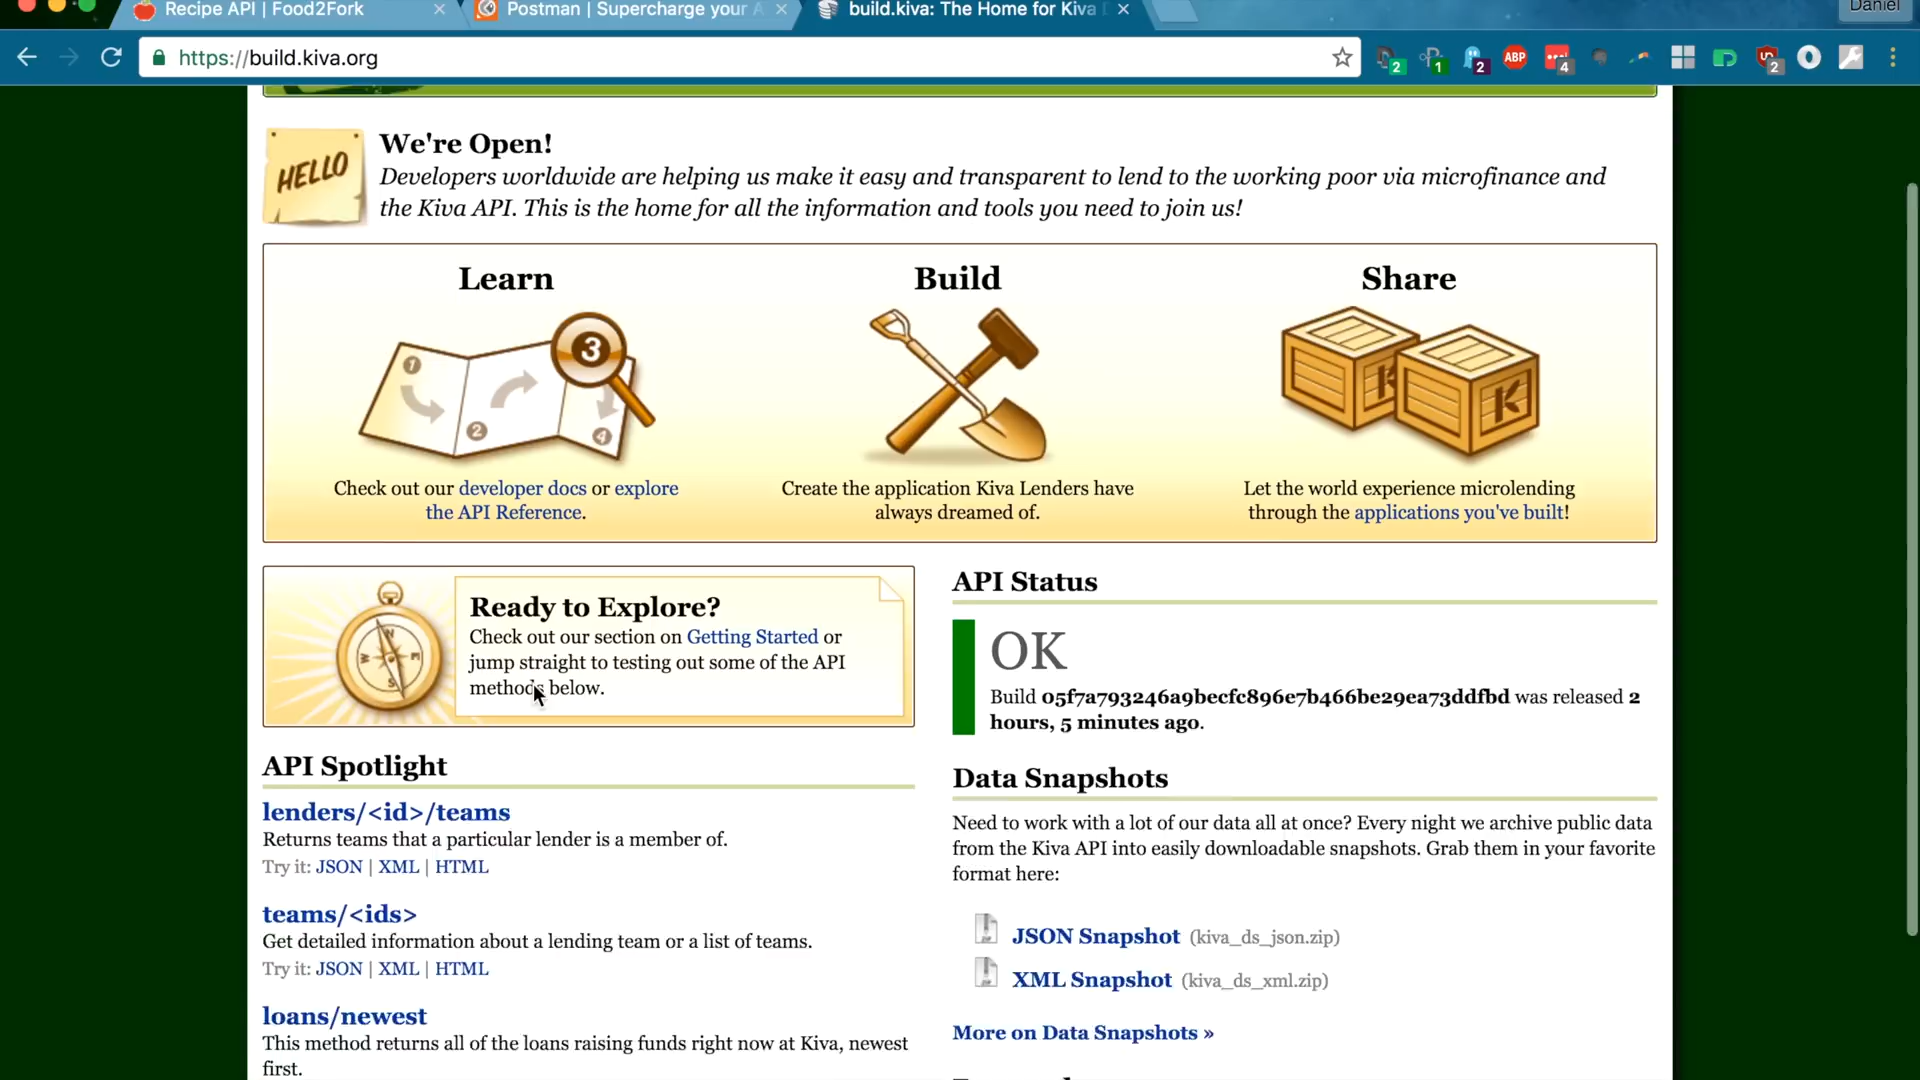 Daniel
Recipe API | Food2Fork
Postman | Supercharge your A
build.kiva: The Home for Kiva D
https://build.kiva.org
2
1
2
ABP
4
2
HELLO
We're Open!
Developers worldwide are helping us make it easy and transparent to lend to the working poor via microfinance and
the Kiva API. This is the home for all the information and tools you need to join us!
Learn
Build
Share
1
2
3
4
K
K
Check out our developer docs or explore
the API Reference.
Create the application Kiva Lenders have
always dreamed of.
Let the world experience microlending
through the applications you've built!
N
W
E
S
Ready to Explore?
Check out our section on Getting Started or
jump straight to testing out some of the API
methods below.
API Status
OK
Build 05f7a793246a9becfc896e7b466be29ea73ddfbd was released 2
hours, 5 minutes ago.
API Spotlight
lenders/<id>/teams
Returns teams that a particular lender is a member of.
Try it: JSON | XML | HTML
teams/<ids>
Get detailed information about a lending team or a list of teams.
Try it: JSON | XML | HTML
loans/newest
This method returns all of the loans raising funds right now at Kiva, newest
first.
Data Snapshots
Need to work with a lot of our data all at once? Every night we archive public data
from the Kiva API into easily downloadable snapshots. Grab them in your favorite
format here:
JSON Snapshot (kiva_ds_json.zip)
XML Snapshot (kiva_ds_xml.zip)
More on Data Snapshots »